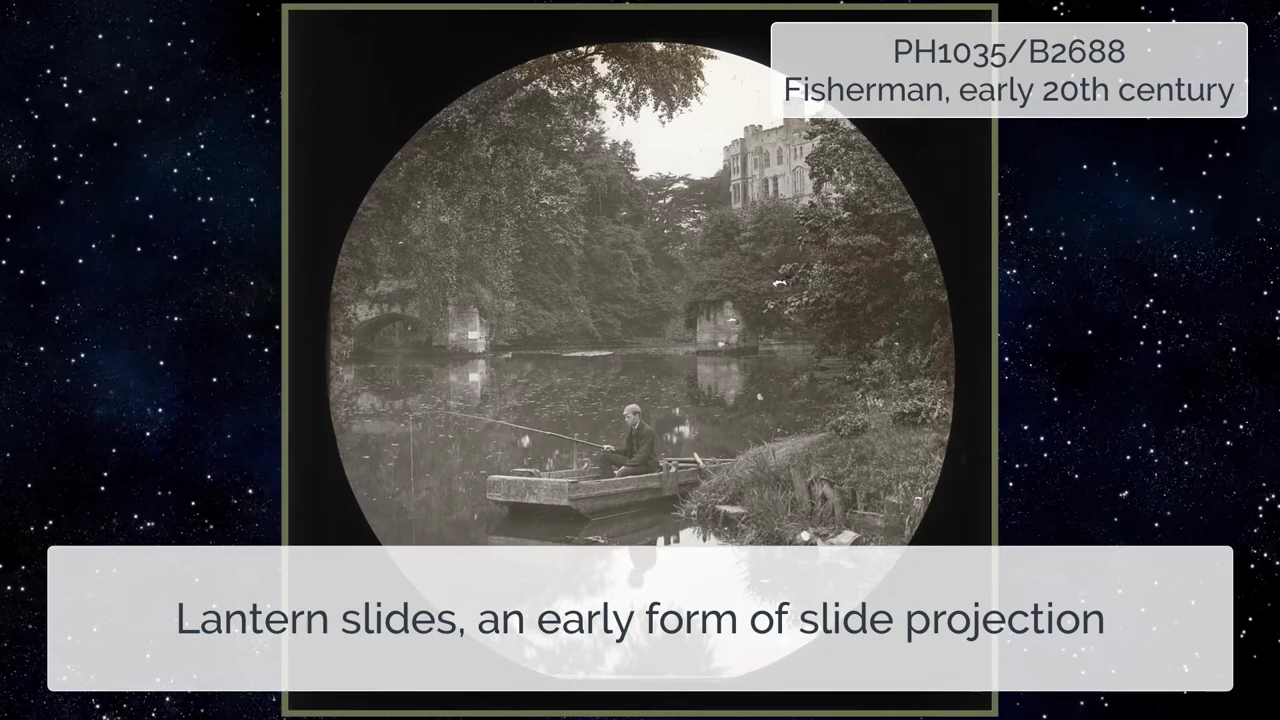 PH1035/B2688
Fisherman, early 20th century
Lantern slides, an early form of slide projection